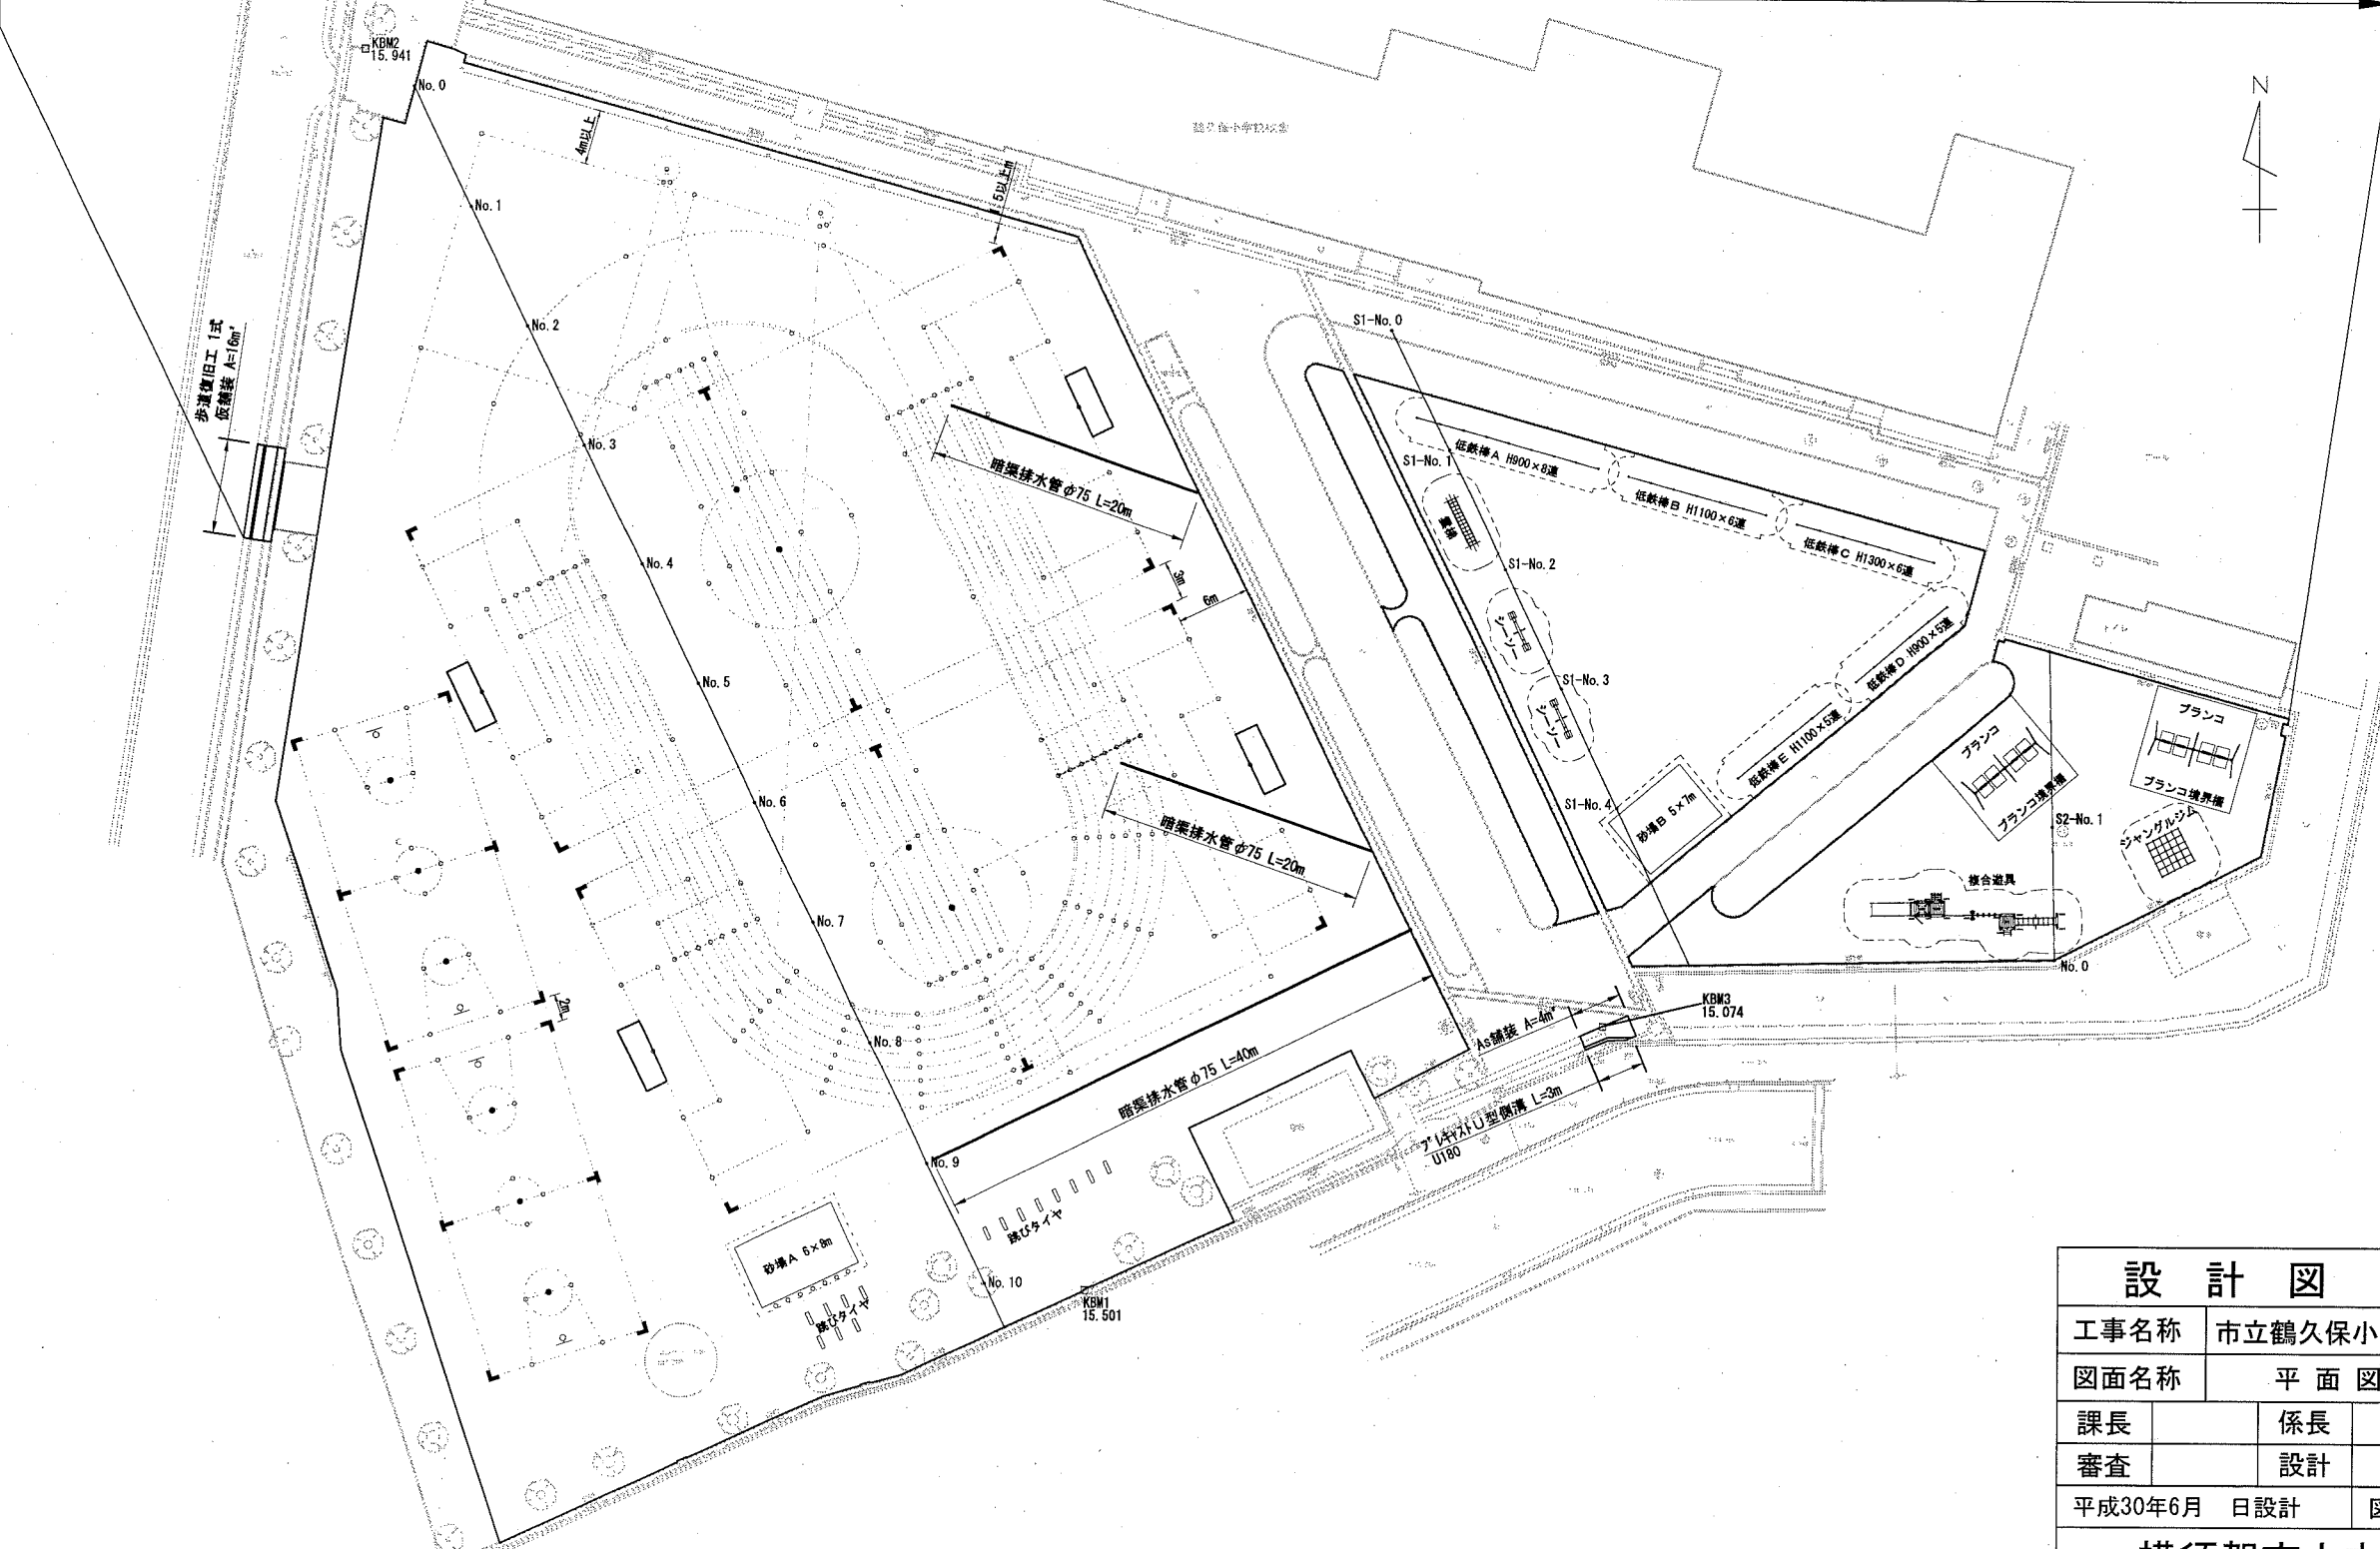 KBM2
15.941
No.0
4m以上
No.1
5以上m
No.2
歩道復旧工 1式
仮舗装 A=16㎡
No.3
暗渠排水管φ75 L=20m
No.4
3m
6m
No.5
No.6
暗渠排水管φ75 L=20m
No.7
2m
No.8
暗渠排水管φ75 L=40m
No.9
跳びタイヤ
砂場A 6×8m
跳びタイヤ
No.10
KBM1
15.501
S1-No.0
S1-No.1
低鉄棒A H900×8連
低鉄棒B H1100×6連
低鉄棒C H1300×6連
雲梯
S1-No.2
シーソー
S1-No.3
シーソー
低鉄棒D H900×5連
低鉄棒E H1100×5連
S1-No.4
砂場B 5×7m
ブランコ
ブランコ境界柵
ブランコ
ブランコ境界柵
S2-No.1
ジャングルジム
複合遊具
No.0
KBM3
15.074
As舗装 A=4㎡
プレキャストU型側溝 L=3m
U180
N
設 計 図
工事名称 市立鶴久保小
図面名称 平 面 図
課長 係長
審査 設計
平成30年6月 日設計